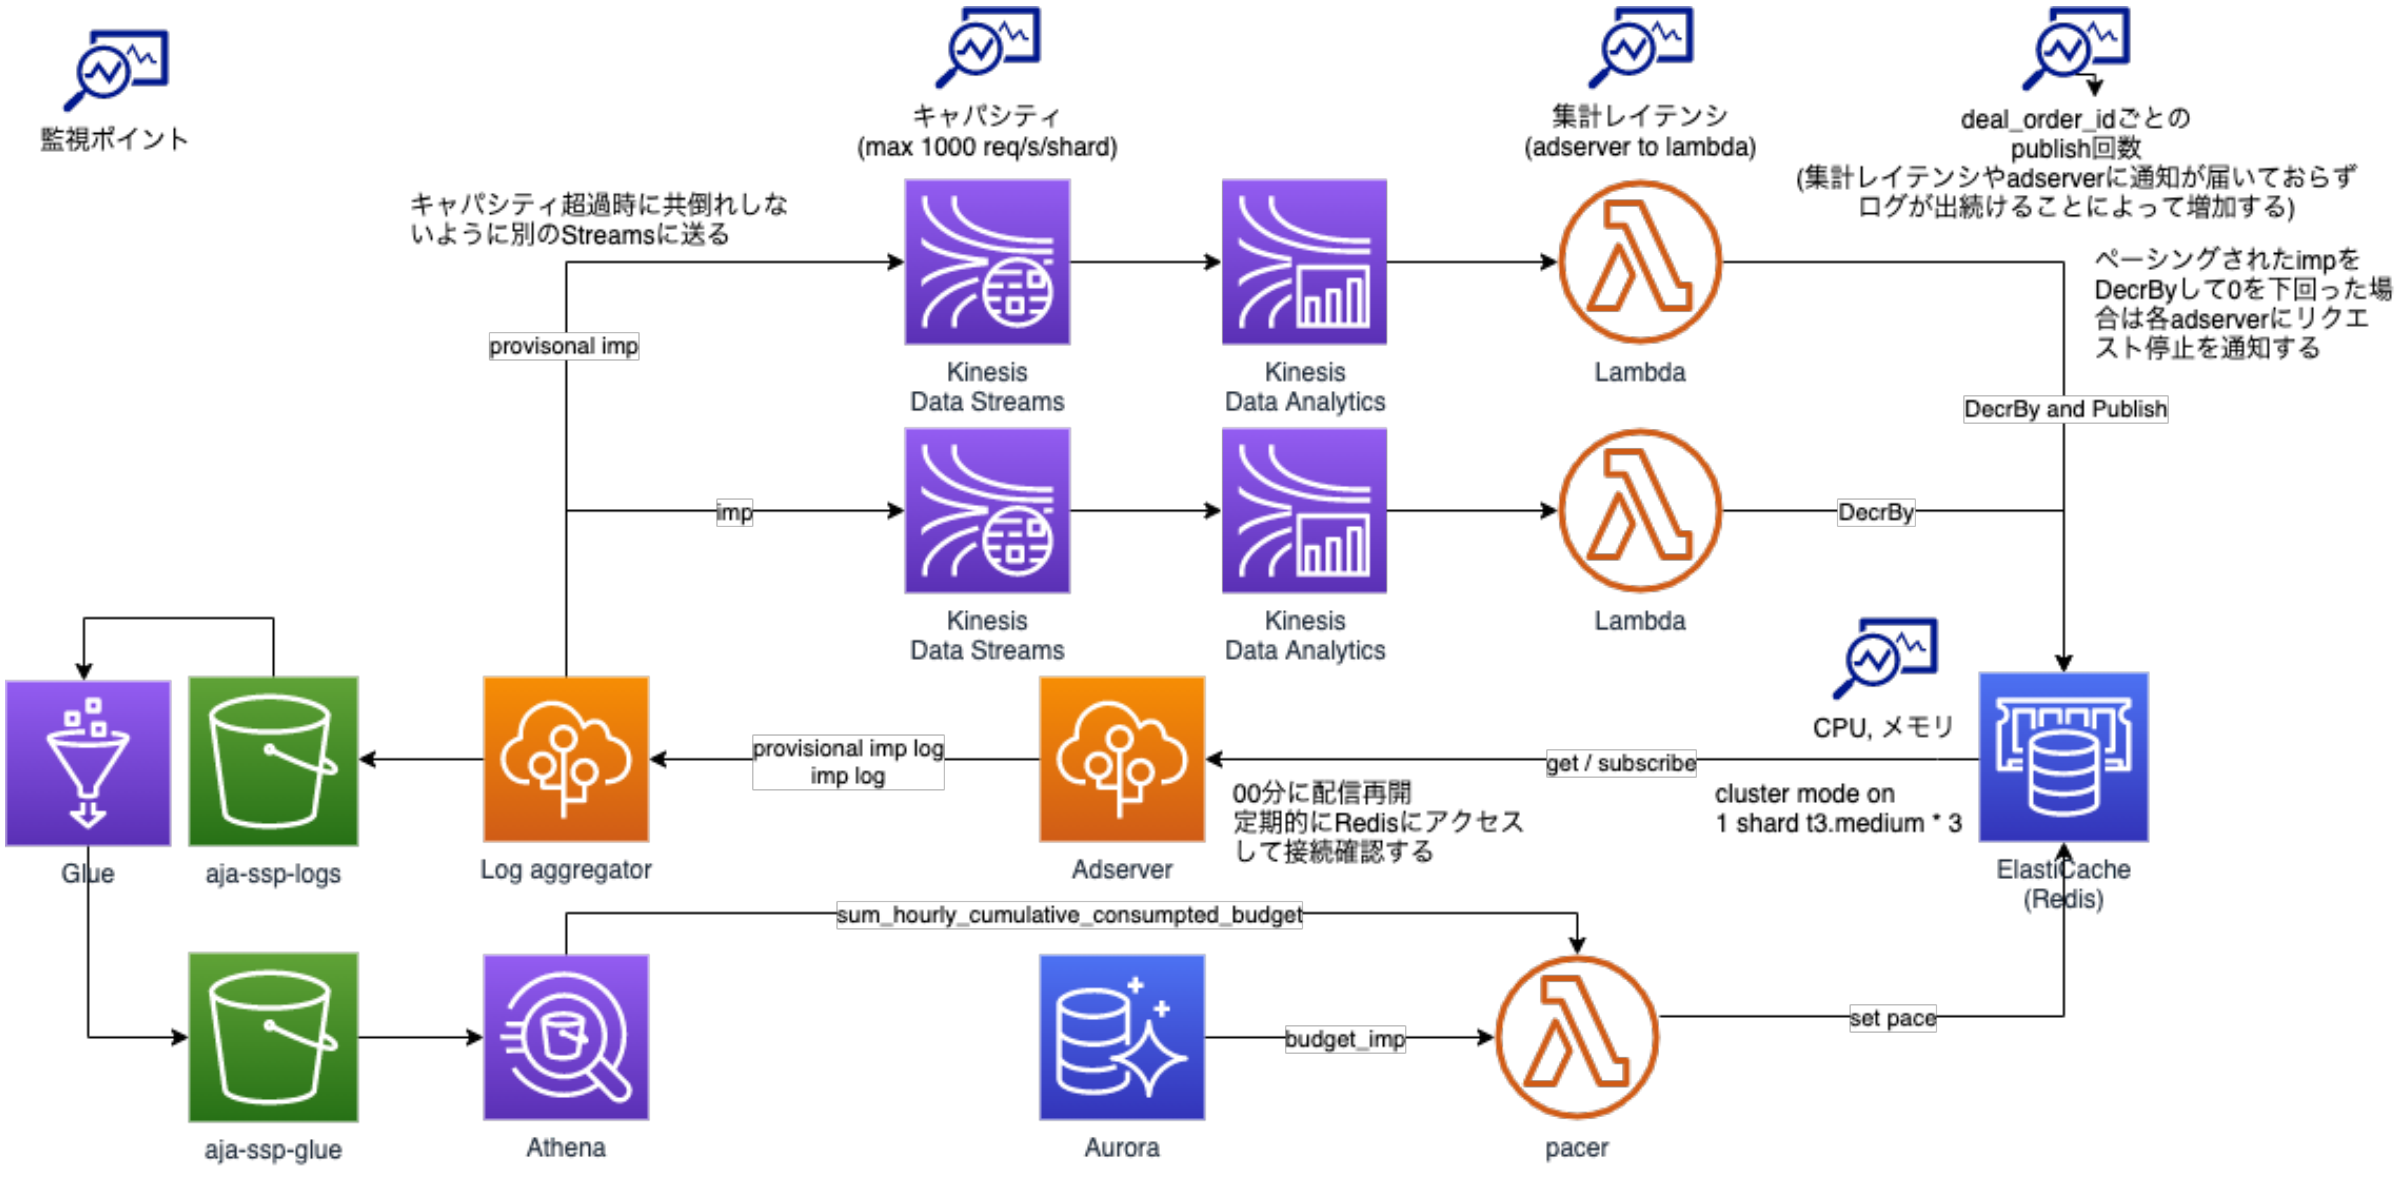 監視ポイント
キャパシティ
(max 1000 req/s/shard)
集計レイテンシ
(adserver to lambda)
deal_order_idごとの
publish回数
(集計レイテンシやadserverに通知が届いておらず
ログが出続けることによって増加する)
キャパシティ超過時に共倒れしな
いように別のStreamsに送る
ペーシングされたimpを
DecrByして0を下回った場
合は各adserverにリクエ
スト停止を通知する
provisonal imp
Kinesis
Data Streams
Kinesis
Data Analytics
Lambda
DecrBy and Publish
imp
DecrBy
Kinesis
Data Streams
Kinesis
Data Analytics
Lambda
CPU, メモリ
provisional imp log
imp log
get / subscribe
00分に配信再開
定期的にRedisにアクセス
して接続確認する
cluster mode on
1 shard t3.medium * 3
Glue
aja-ssp-logs
Log aggregator
Adserver
ElastiCache
(Redis)
sum_hourly_cumulative_consumpted_budget
budget_imp
set pace
aja-ssp-glue
Athena
Aurora
pacer